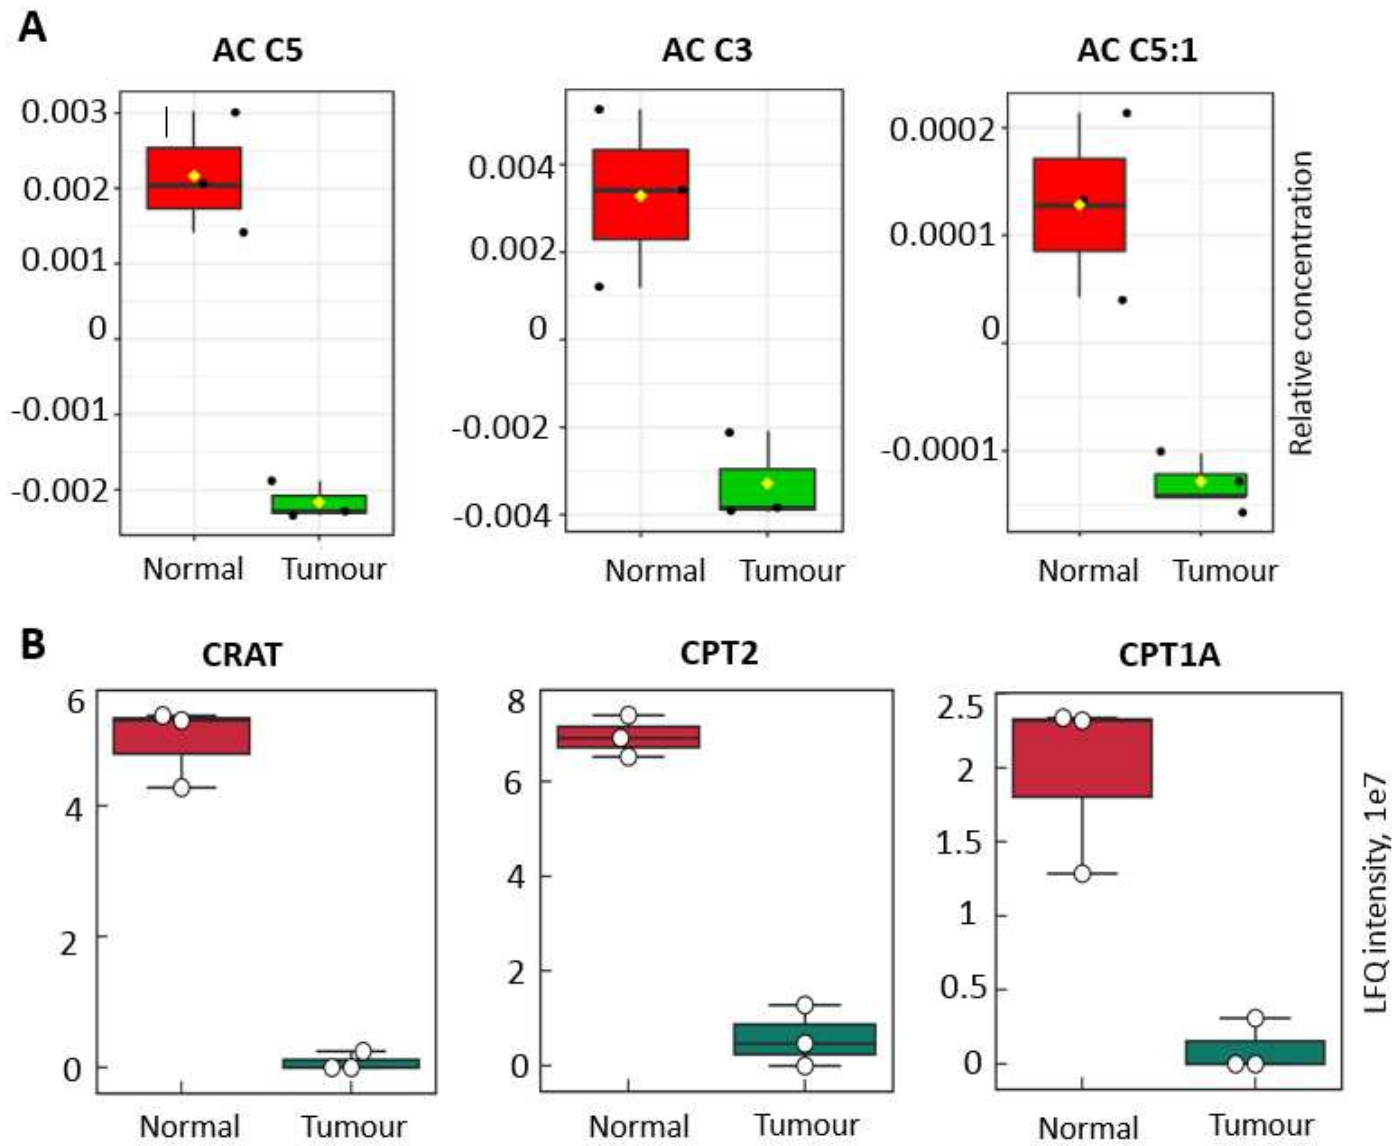 A
AC C5
AC C3
AC C5:1
0.003
0.002
0.001
0
-0.001
-0.002
Normal
Tumour
0.004
0.002
0
-0.002
-0.004
Normal
Tumour
0.0002
0.0001
0
-0.0001
Normal
Tumour
Relative concentration
B
CRAT
CPT2
CPT1A
6
4
2
0
Normal
Tumour
8
6
4
2
0
Normal
Tumour
2.5
2
1.5
1
0.5
0
Normal
Tumour
LFQ intensity, 1e7